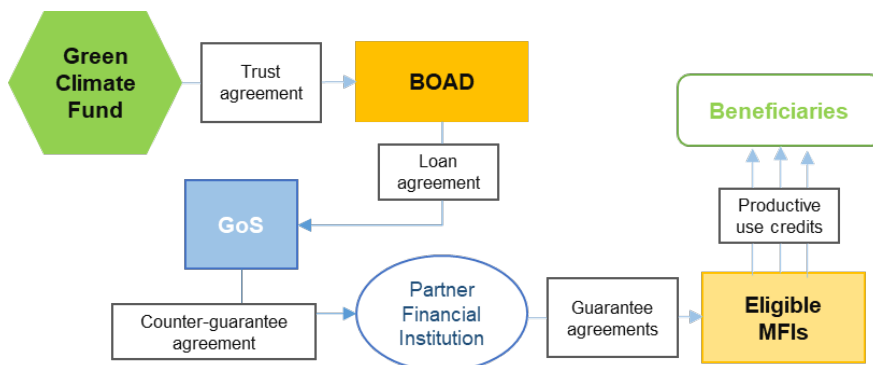 Green
Climate
Fund
Trust
agreement
BOAD
Beneficiaries
Loan
agreement
GoS
Productive
use credits
Counter-guarantee
agreement
Partner
Financial
Institution
Guarantee
agreements
Eligible
MFIs